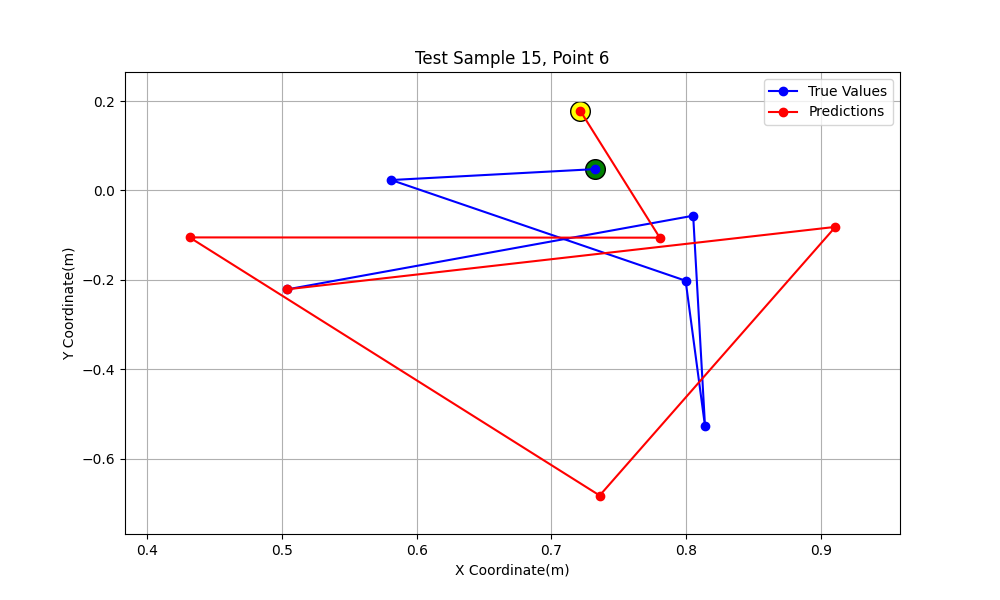 Test Sample 15, Point 6
True Values
Predictions
0.2
0.0
−0.2
−0.4
−0.6
Y Coordinate(m)
0.4 0.5 0.6 0.7 0.8 0.9
X Coordinate(m)